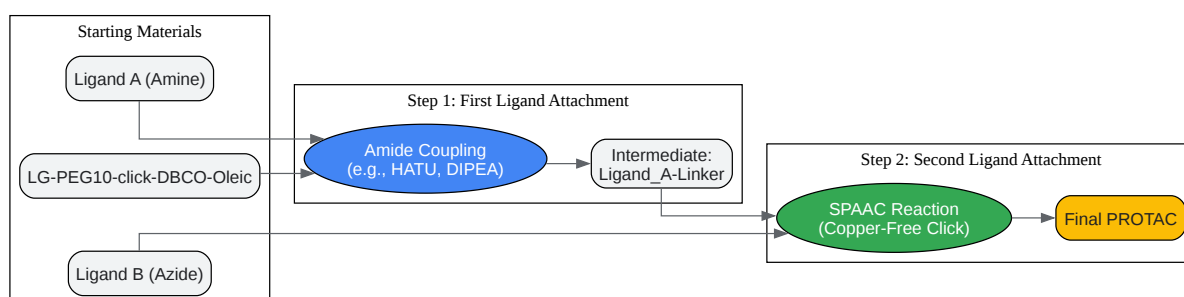 Starting Materials
Ligand A (Amine)
LG-PEG10-click-DBCO-Oleic
Ligand B (Azide)
Step 1: First Ligand Attachment
Amide Coupling
(e.g., HATU, DIPEA)
Intermediate:
Ligand_A-Linker
Step 2: Second Ligand Attachment
SPAAC Reaction
(Copper-Free Click)
Final PROTAC